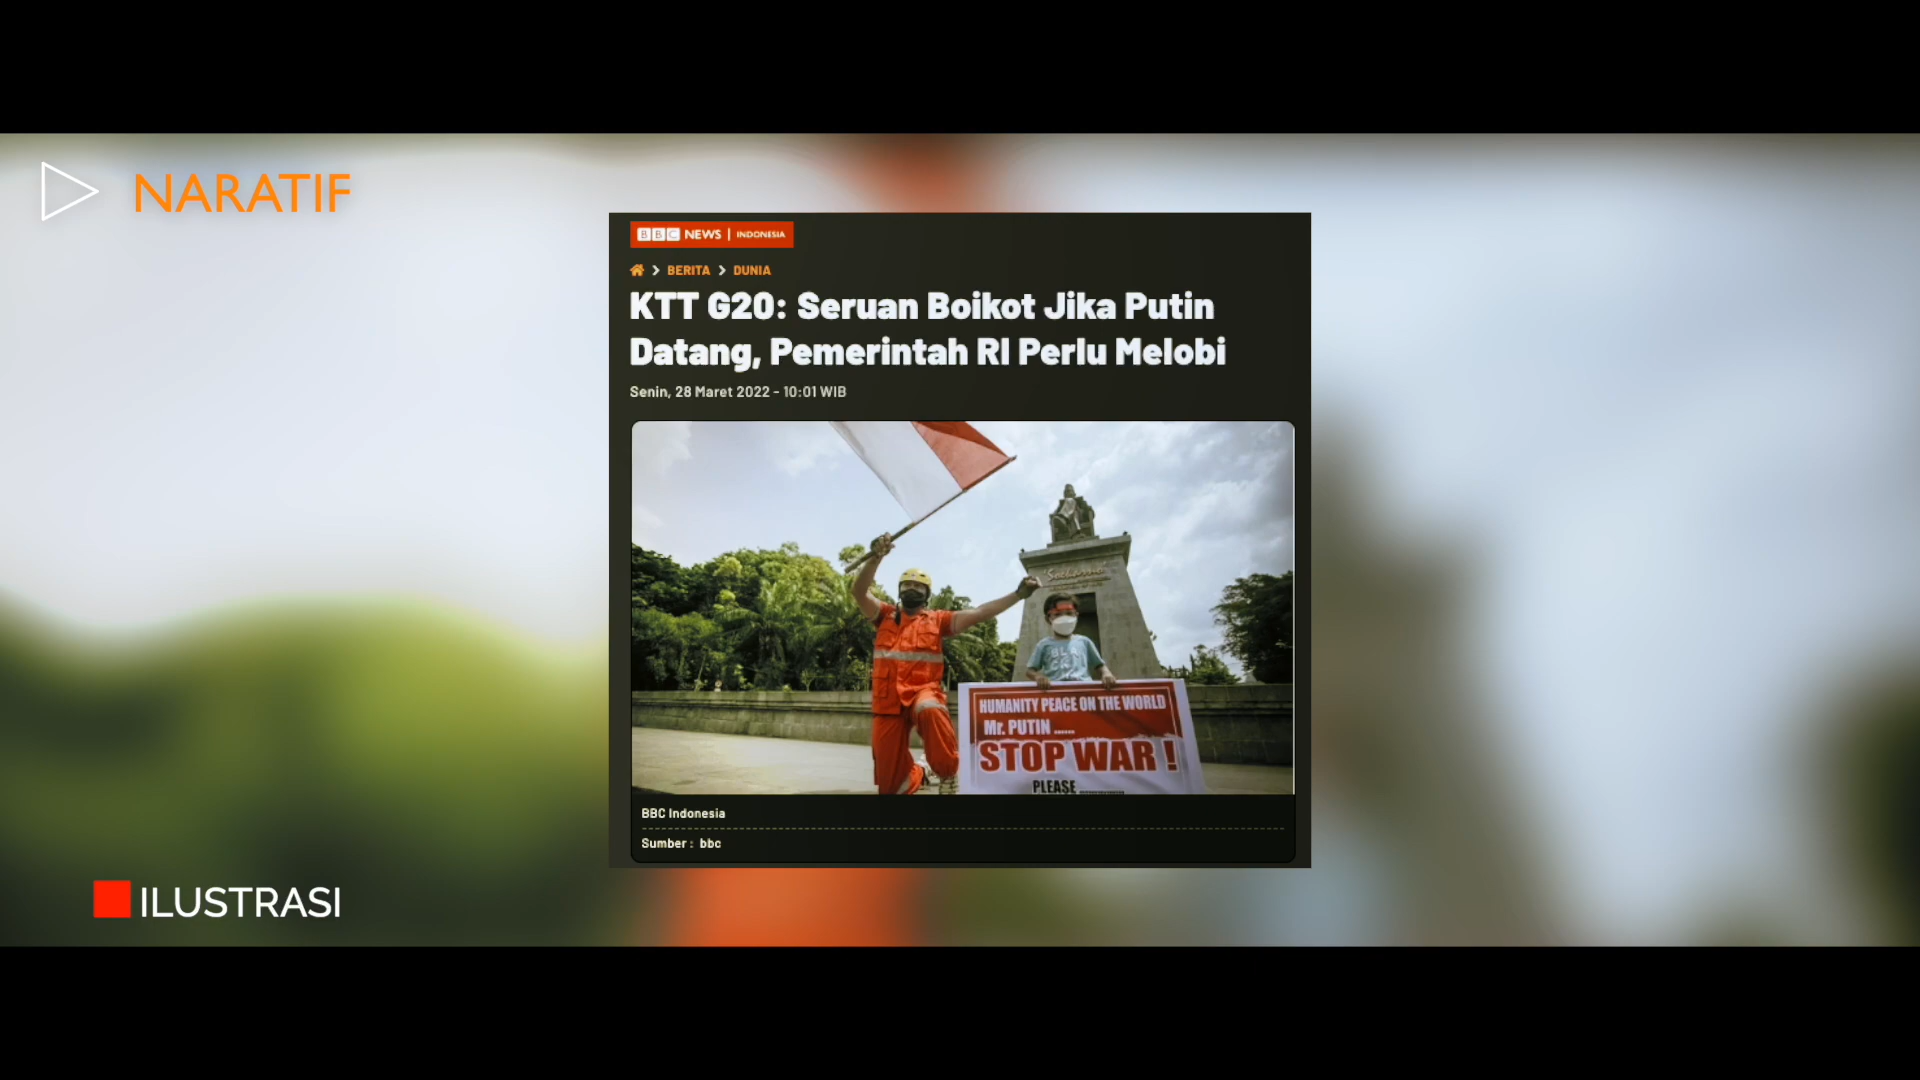 NARATIF
BBC NEWS | INDONESIA
BERITA > DUNIA
KTT G20: Seruan Boikot Jika Putin
Datang, Pemerintah RI Perlu Melobi
Senin, 28 Maret 2022 - 10:01 WIB
Soekarno
HUMANITY PEACE ON THE WORLD
Mr. PUTIN ......
STOP WAR !
PLEASE ............
BBC Indonesia
Sumber : bbc
ILUSTRASI